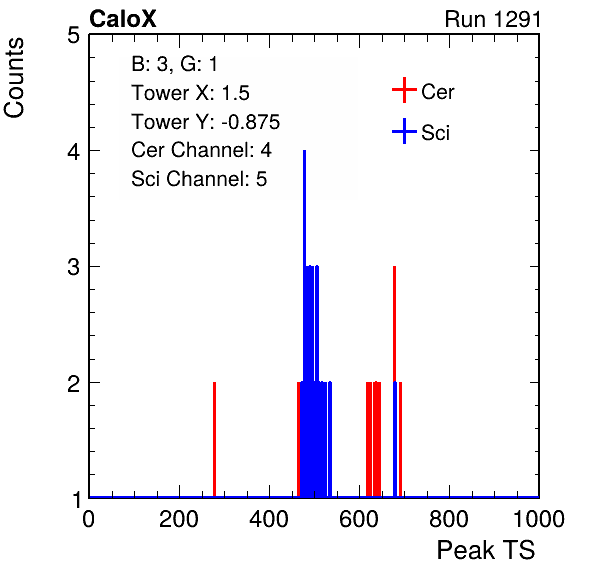 CaloX Run 1291
Counts
B: 3, G: 1
Tower X: 1.5
Tower Y: -0.875
Cer Channel: 4
Sci Channel: 5
Cer
Sci
5
4
3
2
1
0 200 400 600 800 1000
Peak TS